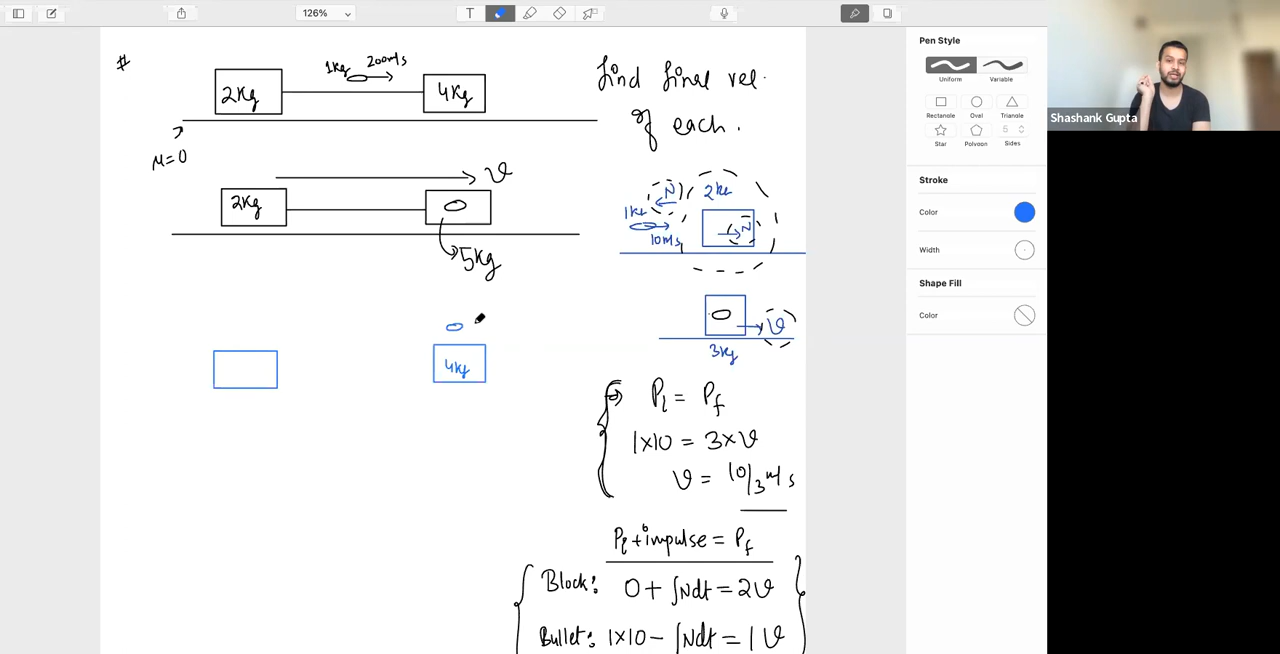 126%
T
#
1kg 200m/s
2kg
4kg
μ=0
find final vel.
of each.
v
2kg
5kg
N
2kg
1kg
10m/s
N
v
3kg
4kg
Pi = Pf
1×10 = 3×v
v = 10/3 m/s
Pi + impulse = Pf
Block: 0 + ∫Ndt = 2v
Bullet: 1×10 − ∫Ndt = 1v
Pen Style
Uniform Variable
Rectangle Oval Triangle
Star Polygon 5 Sides
Stroke
Color
Width
Shape Fill
Color
Shashank Gupta